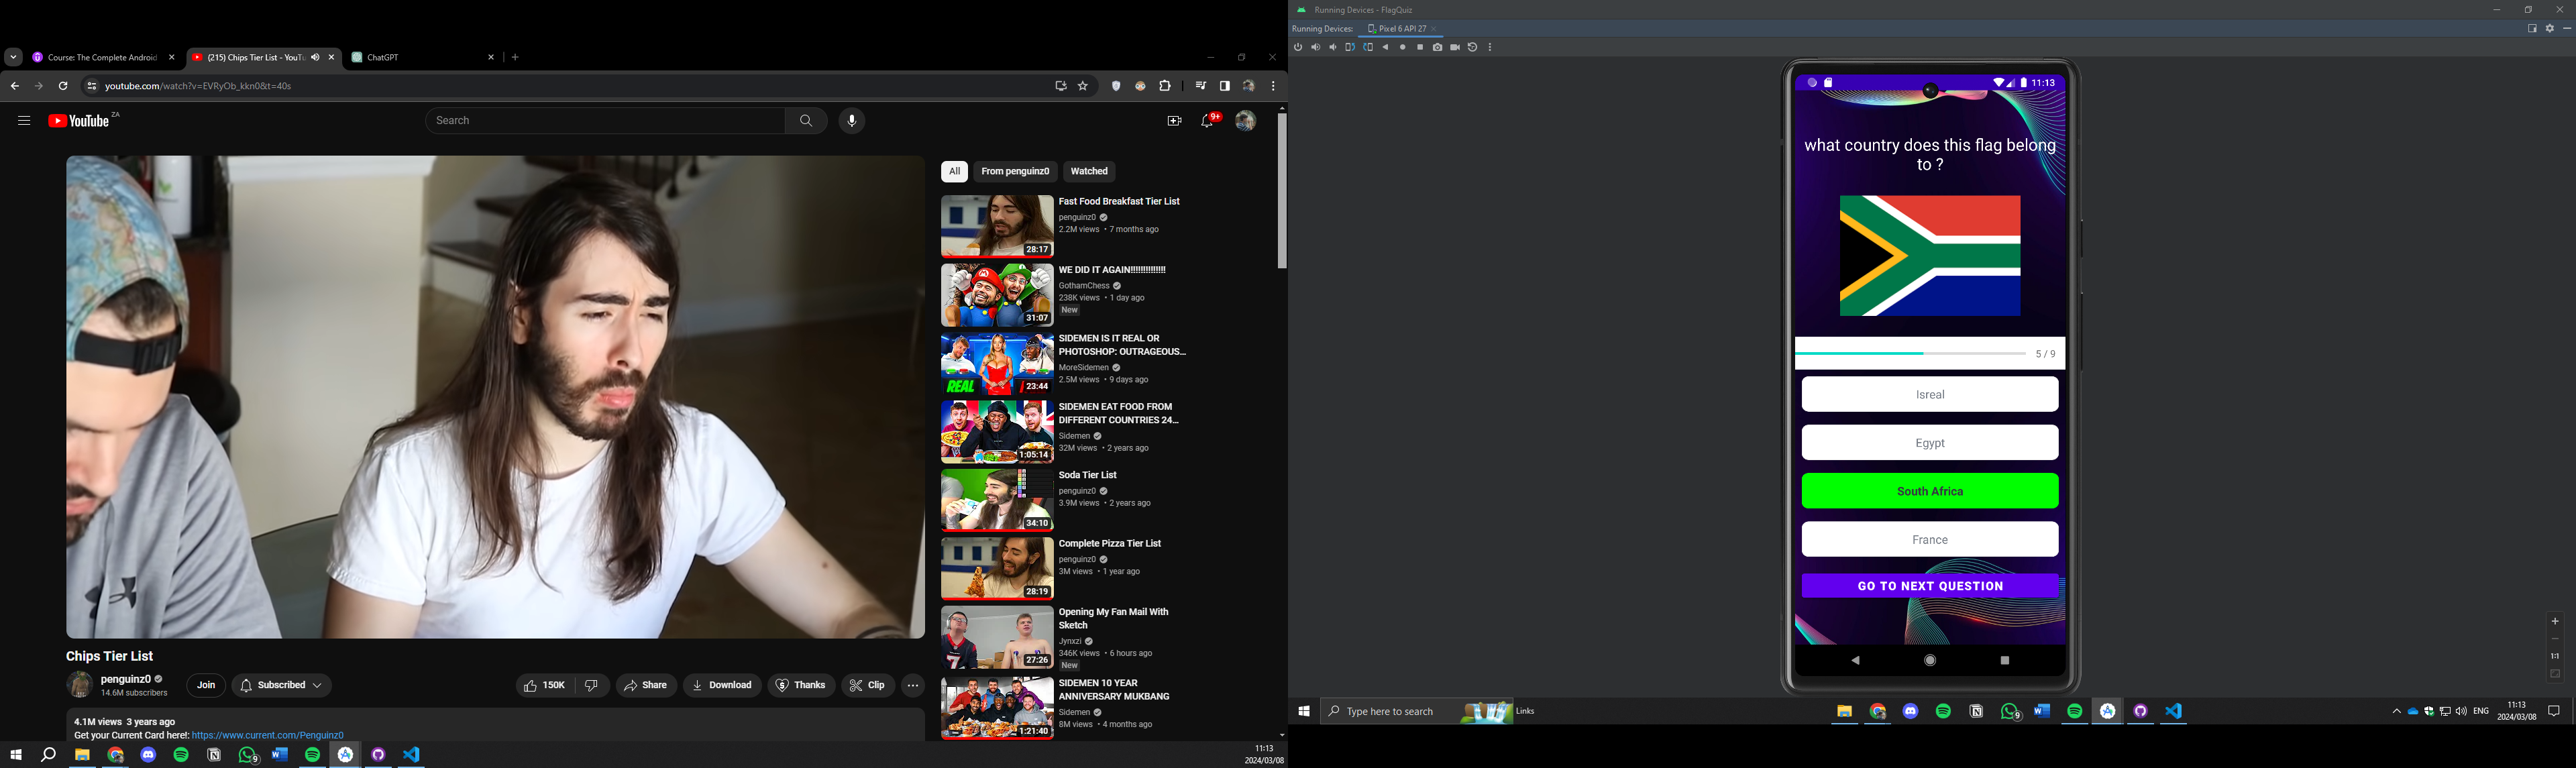 Course: The Complete Android
(215) Chips Tier List - YouTu
ChatGPT
youtube.com/watch?v=EVRyOb_kkn0&t=40s
YouTube ZA
Search
9+
All
From penguinz0
Watched
Fast Food Breakfast Tier List
penguinz0
2.2M views • 7 months ago
28:17
WE DID IT AGAIN!!!!!!!!!!!!!!
GothamChess
238K views • 1 day ago
New
31:07
SIDEMEN IS IT REAL OR
PHOTOSHOP: OUTRAGEOUS...
MoreSidemen
2.5M views • 9 days ago
REAL
23:44
SIDEMEN EAT FOOD FROM
DIFFERENT COUNTRIES 24...
Sidemen
32M views • 2 years ago
1:05:14
Soda Tier List
penguinz0
3.9M views • 2 years ago
34:10
Complete Pizza Tier List
penguinz0
3M views • 1 year ago
28:19
Opening My Fan Mail With
Sketch
Jynxzi
346K views • 6 hours ago
New
27:26
SIDEMEN 10 YEAR
ANNIVERSARY MUKBANG
Sidemen
8M views • 4 months ago
1:21:40
Chips Tier List
penguinz0
14.6M subscribers
Join
Subscribed
150K
Share
Download
Thanks
Clip
4.1M views 3 years ago
Get your Current Card here!: https://www.current.com/Penguinz0
9
11:13
2024/03/08
Running Devices - FlagQuiz
Running Devices:
Pixel 6 API 27
11:13
what country does this flag belong
to ?
5 / 9
Isreal
Egypt
South Africa
France
GO TO NEXT QUESTION
1:1
Type here to search
Links
9
ENG
11:13
2024/03/08